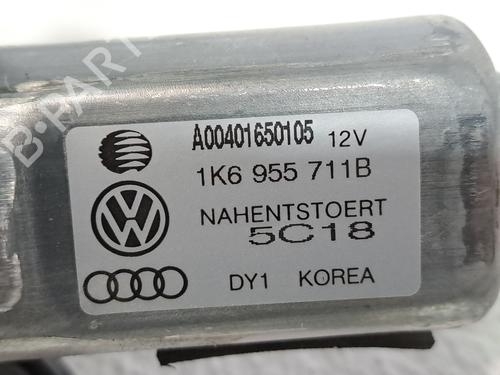 B-PARTS
A00401650105 12V
1K6 955 711B
NAHENTSTOERT
5C18
DY1 KOREA